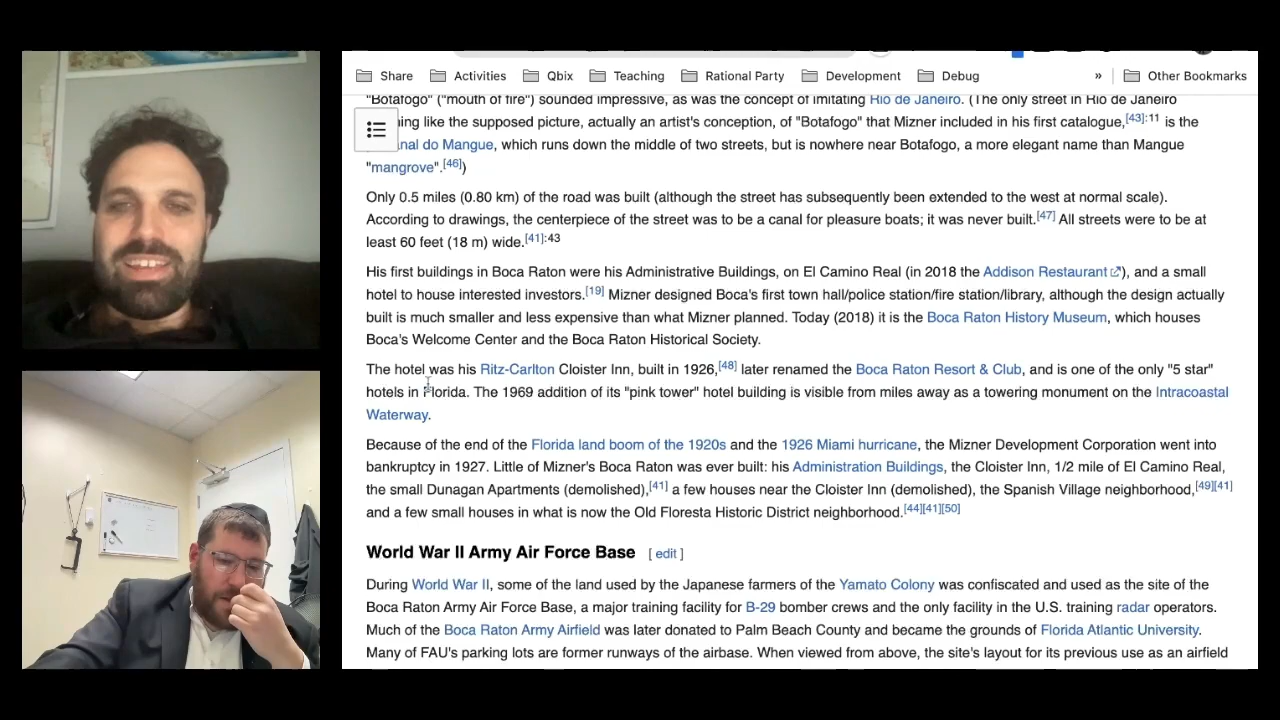 Share Activities Qbix Teaching Rational Party Development Debug » Other Bookmarks
"Botafogo" ("mouth of fire") sounded impressive, as was the concept of imitating Rio de Janeiro. (The only street in Rio de Janeiro
ning like the supposed picture, actually an artist's conception, of "Botafogo" that Mizner included in his first catalogue,[43]:11 is the
nal do Mangue, which runs down the middle of two streets, but is nowhere near Botafogo, a more elegant name than Mangue
"mangrove".[46])
Only 0.5 miles (0.80 km) of the road was built (although the street has subsequently been extended to the west at normal scale).
According to drawings, the centerpiece of the street was to be a canal for pleasure boats; it was never built.[47] All streets were to be at
least 60 feet (18 m) wide.[41]:43
His first buildings in Boca Raton were his Administrative Buildings, on El Camino Real (in 2018 the Addison Restaurant), and a small
hotel to house interested investors.[19] Mizner designed Boca's first town hall/police station/fire station/library, although the design actually
built is much smaller and less expensive than what Mizner planned. Today (2018) it is the Boca Raton History Museum, which houses
Boca's Welcome Center and the Boca Raton Historical Society.
The hotel was his Ritz-Carlton Cloister Inn, built in 1926,[48] later renamed the Boca Raton Resort & Club, and is one of the only "5 star"
hotels in Florida. The 1969 addition of its "pink tower" hotel building is visible from miles away as a towering monument on the Intracoastal
Waterway.
Because of the end of the Florida land boom of the 1920s and the 1926 Miami hurricane, the Mizner Development Corporation went into
bankruptcy in 1927. Little of Mizner's Boca Raton was ever built: his Administration Buildings, the Cloister Inn, 1/2 mile of El Camino Real,
the small Dunagan Apartments (demolished),[41] a few houses near the Cloister Inn (demolished), the Spanish Village neighborhood,[49][41]
and a few small houses in what is now the Old Floresta Historic District neighborhood.[44][41][50]
World War II Army Air Force Base [ edit ]
During World War II, some of the land used by the Japanese farmers of the Yamato Colony was confiscated and used as the site of the
Boca Raton Army Air Force Base, a major training facility for B-29 bomber crews and the only facility in the U.S. training radar operators.
Much of the Boca Raton Army Airfield was later donated to Palm Beach County and became the grounds of Florida Atlantic University.
Many of FAU's parking lots are former runways of the airbase. When viewed from above, the site's layout for its previous use as an airfield